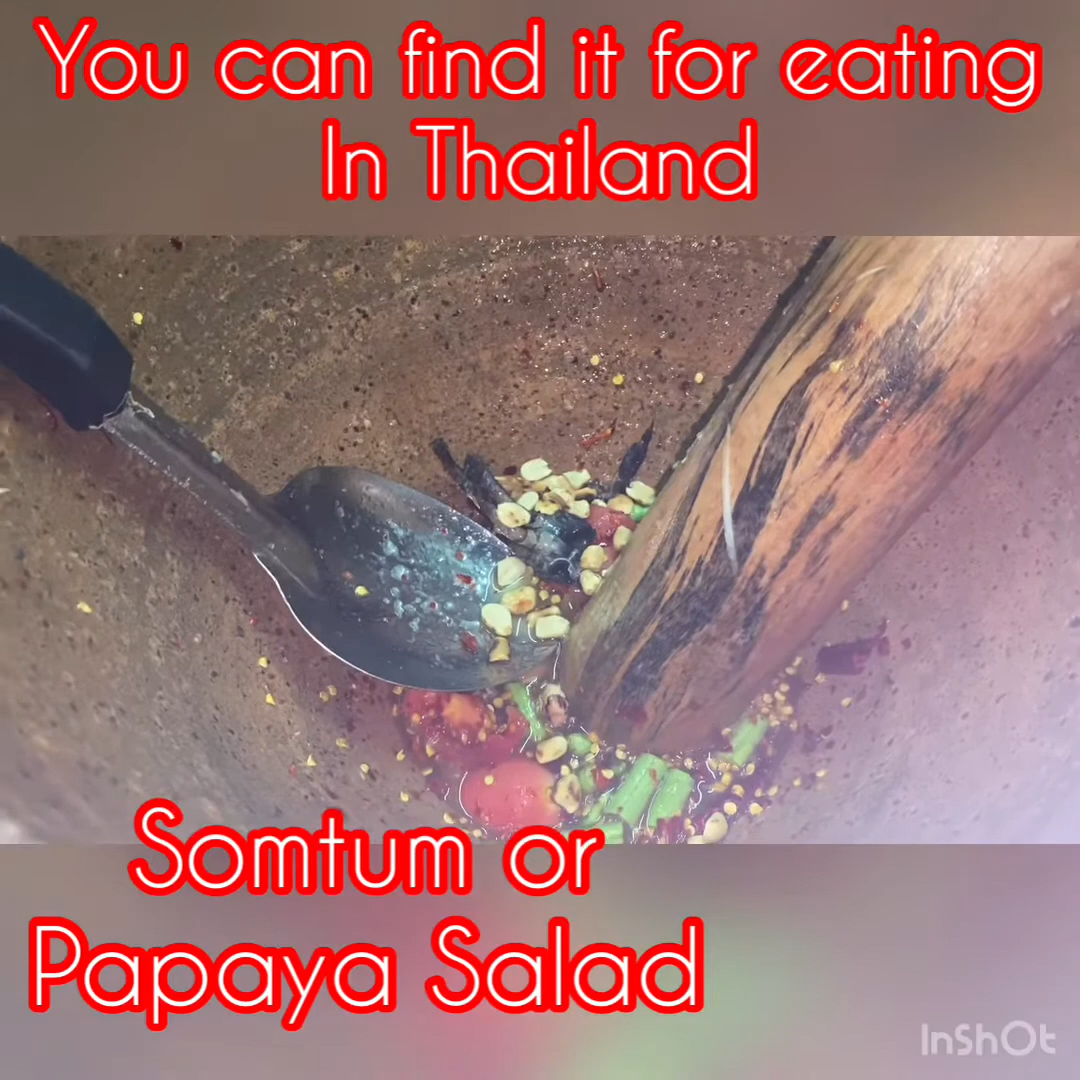 You can find it for eating
In Thailand
Somtum or
Papaya Salad
InShOt